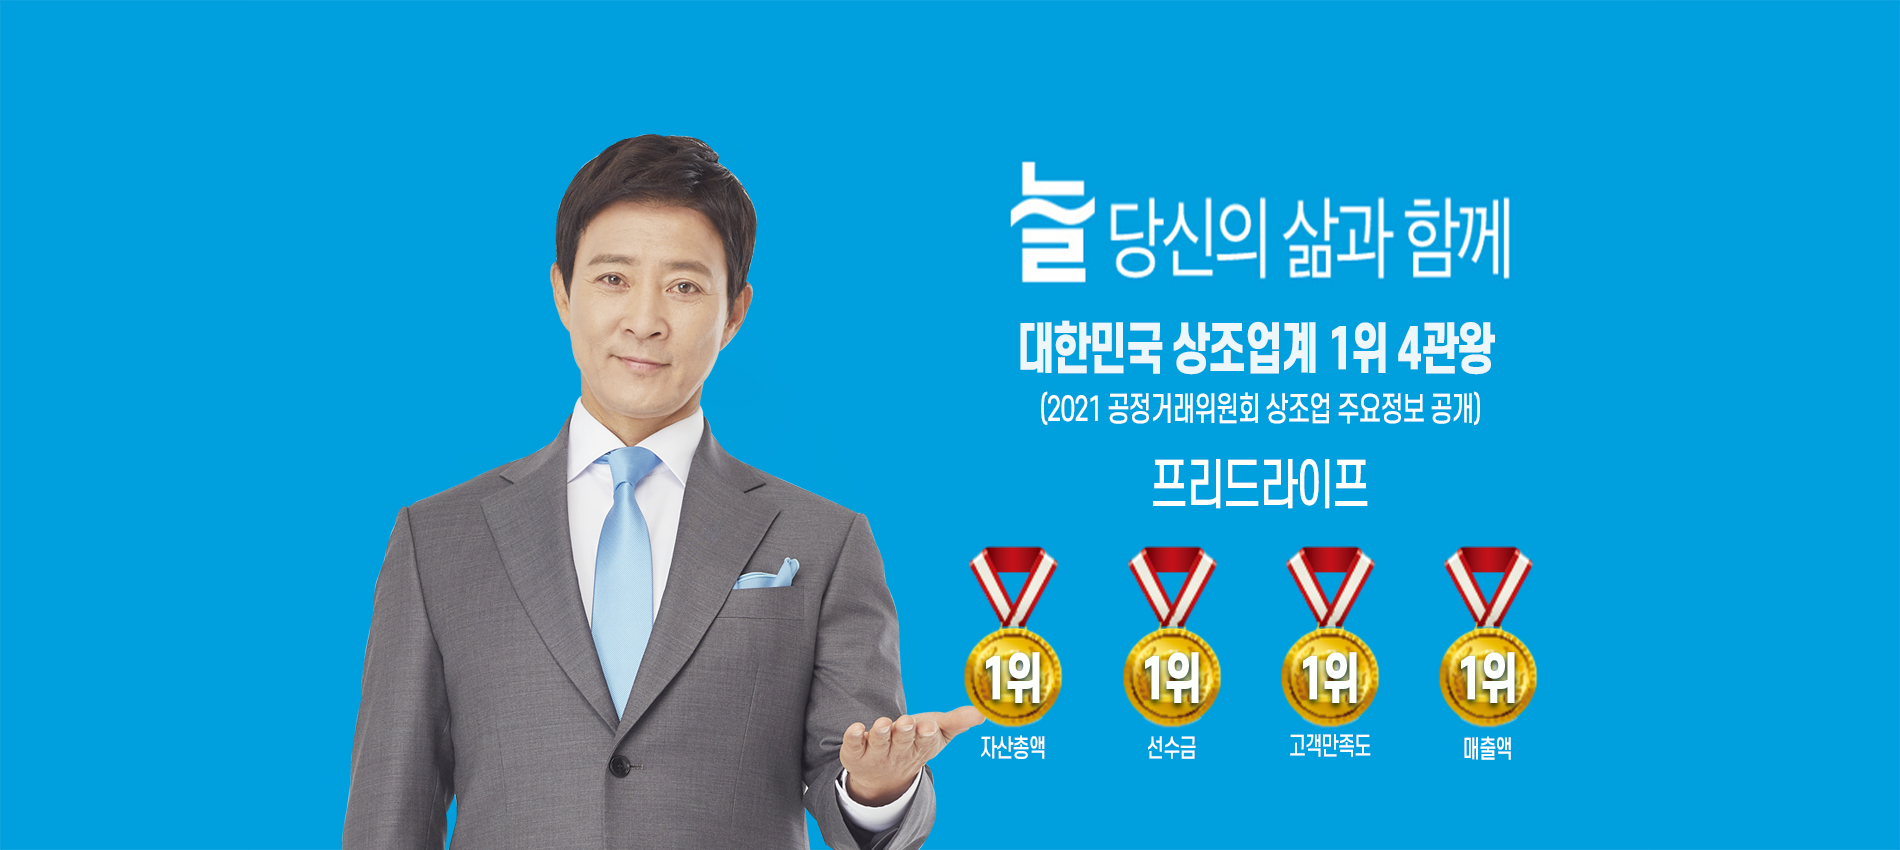 늘 당신의 삶과 함께
대한민국 상조업계 1위 4관왕
(2021 공정거래위원회 상조업 주요정보 공개)
프리드라이프
1위 1위 1위 1위
자산총액 선수금 고객만족도 매출액